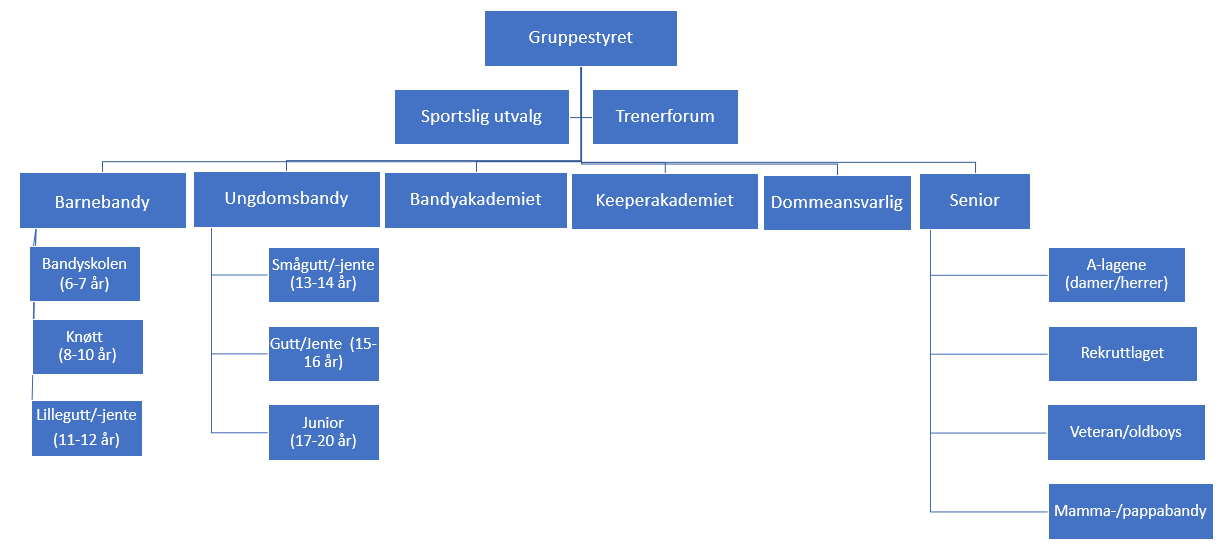 Gruppestyret
Sportslig utvalg
Trenerforum
Barnebandy
Ungdomsbandy
Bandyakademiet
Keeperakademiet
Dommeansvarlig
Senior
Bandyskolen
(6-7 år)
Knøtt
(8-10 år)
Lillegutt/-jente
(11-12 år)
Smågutt/-jente
(13-14 år)
Gutt/Jente (15-
16 år)
Junior
(17-20 år)
A-lagene
(damer/herrer)
Rekruttlaget
Veteran/oldboys
Mamma-/pappabandy